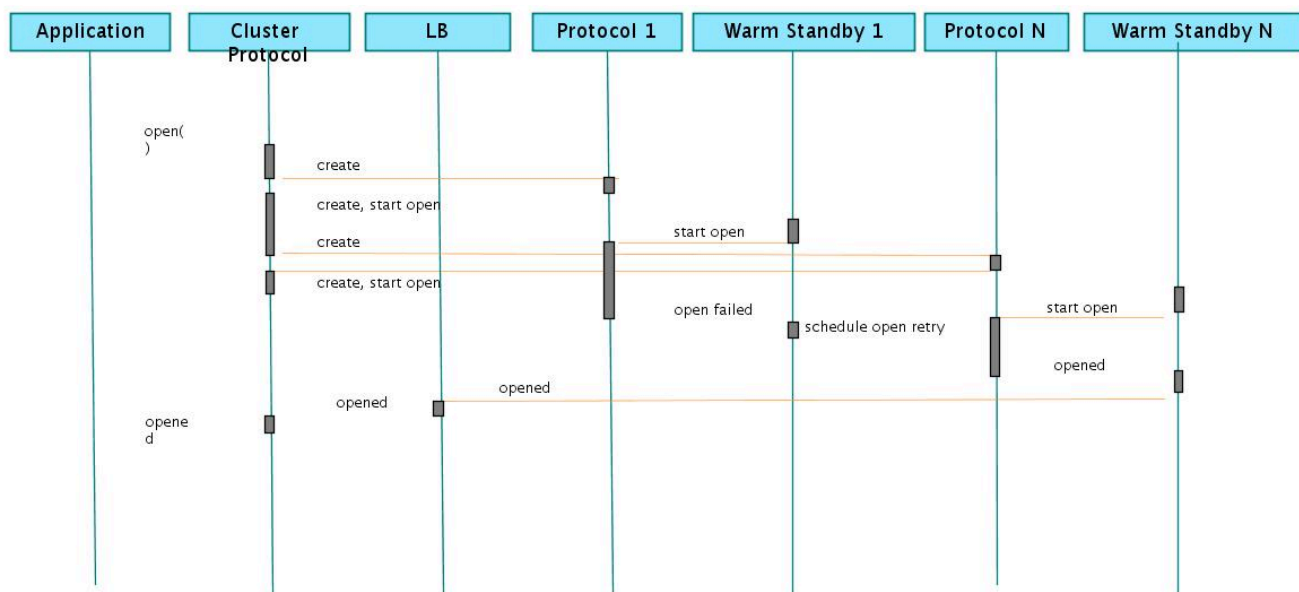 Application
Cluster
Protocol
LB
Protocol 1
Warm Standby 1
Protocol N
Warm Standby N
open(
)
create
create, start open
start open
create
create, start open
open failed
start open
schedule open retry
opened
opened
opened
opene
d